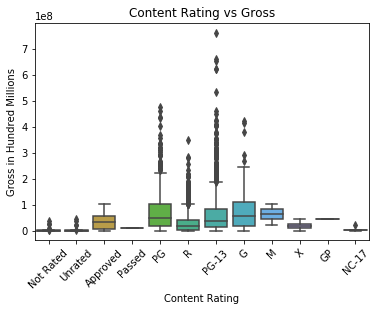 Content Rating vs Gross
1e8
Gross in Hundred Millions
7
6
5
4
3
2
1
0
Not Rated
Unrated
Approved
Passed
PG
R
PG-13
G
M
X
GP
NC-17
Content Rating